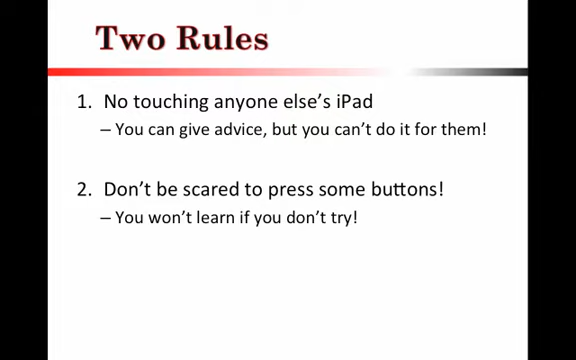 Two Rules
1. No touching anyone else's iPad
– You can give advice, but you can't do it for them!
2. Don't be scared to press some buttons!
– You won't learn if you don't try!